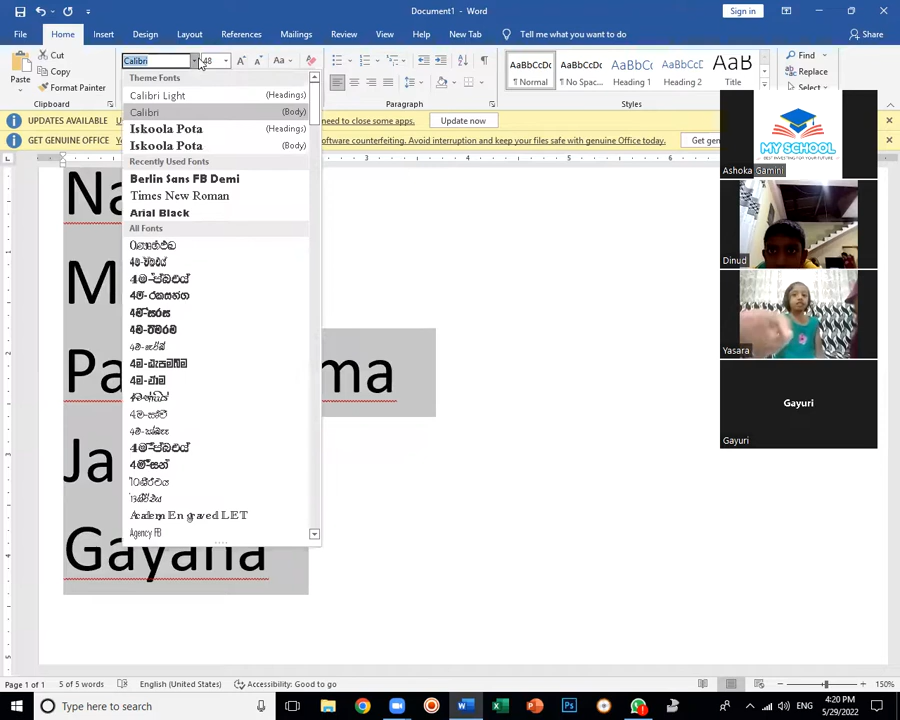 Document1 - Word
Sign in
File
Home
Insert
Design
Layout
References
Mailings
Review
View
Help
New Tab
Tell me what you want to do
Share
Paste
Cut
Copy
Format Painter
Clipboard
Calibri
48
Aa
Paragraph
AaBbCcDc
¶ Normal
AaBbCcDc
¶ No Spac...
AaBbCc
Heading 1
AaBbCcC
Heading 2
AaB
Title
Styles
Find
Replace
Select
UPDATES AVAILABLE
need to close some apps.
Update now
GET GENUINE OFFICE
software counterfeiting. Avoid interruption and keep your files safe with genuine Office today.
Theme Fonts
Calibri Light (Headings)
Calibri (Body)
Iskoola Pota (Headings)
Iskoola Pota (Body)
Recently Used Fonts
Berlin Sans FB Demi
Times New Roman
Arial Black
All Fonts
Academy Engraved LET
Agency FB
Na
M
Pa
ma
Ja
Gayana
MY SCHOOL
BEST INVESTING FOR YOUR FUTURE
Ashoka Gamini
Dinud
Yasara
Gayuri
Gayuri
Page 1 of 1
5 of 5 words
English (United States)
Accessibility: Good to go
150%
Type here to search
ENG
4:20 PM
5/29/2022